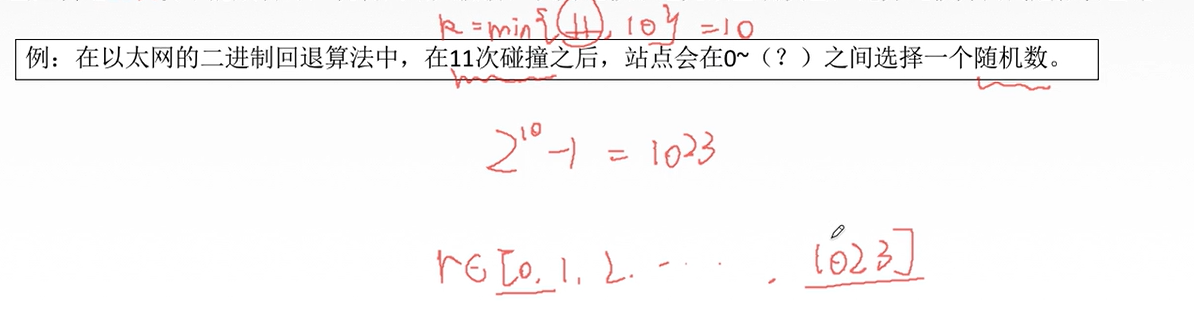 k=min{11,10}=10
例：在以太网的二进制回退算法中，在11次碰撞之后，站点会在0~（？）之间选择一个随机数。
2^10-1=1023
r∈[0,1,2.…….1023]